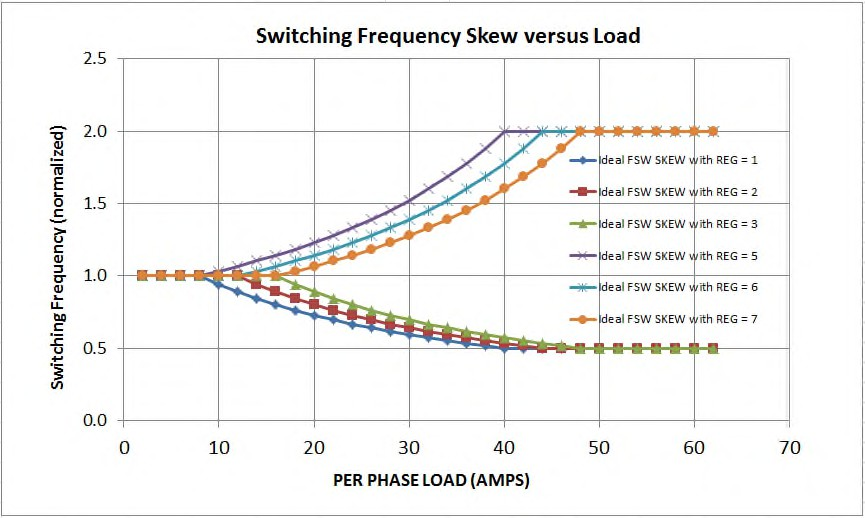 Switching Frequency Skew versus Load
Switching Frequency (normalized)
2.5
2.0
1.5
1.0
0.5
0.0
Ideal FSW SKEW with REG = 1
Ideal FSW SKEW with REG = 2
Ideal FSW SKEW with REG = 3
Ideal FSW SKEW with REG = 5
Ideal FSW SKEW with REG = 6
Ideal FSW SKEW with REG = 7
0 10 20 30 40 50 60 70
PER PHASE LOAD (AMPS)